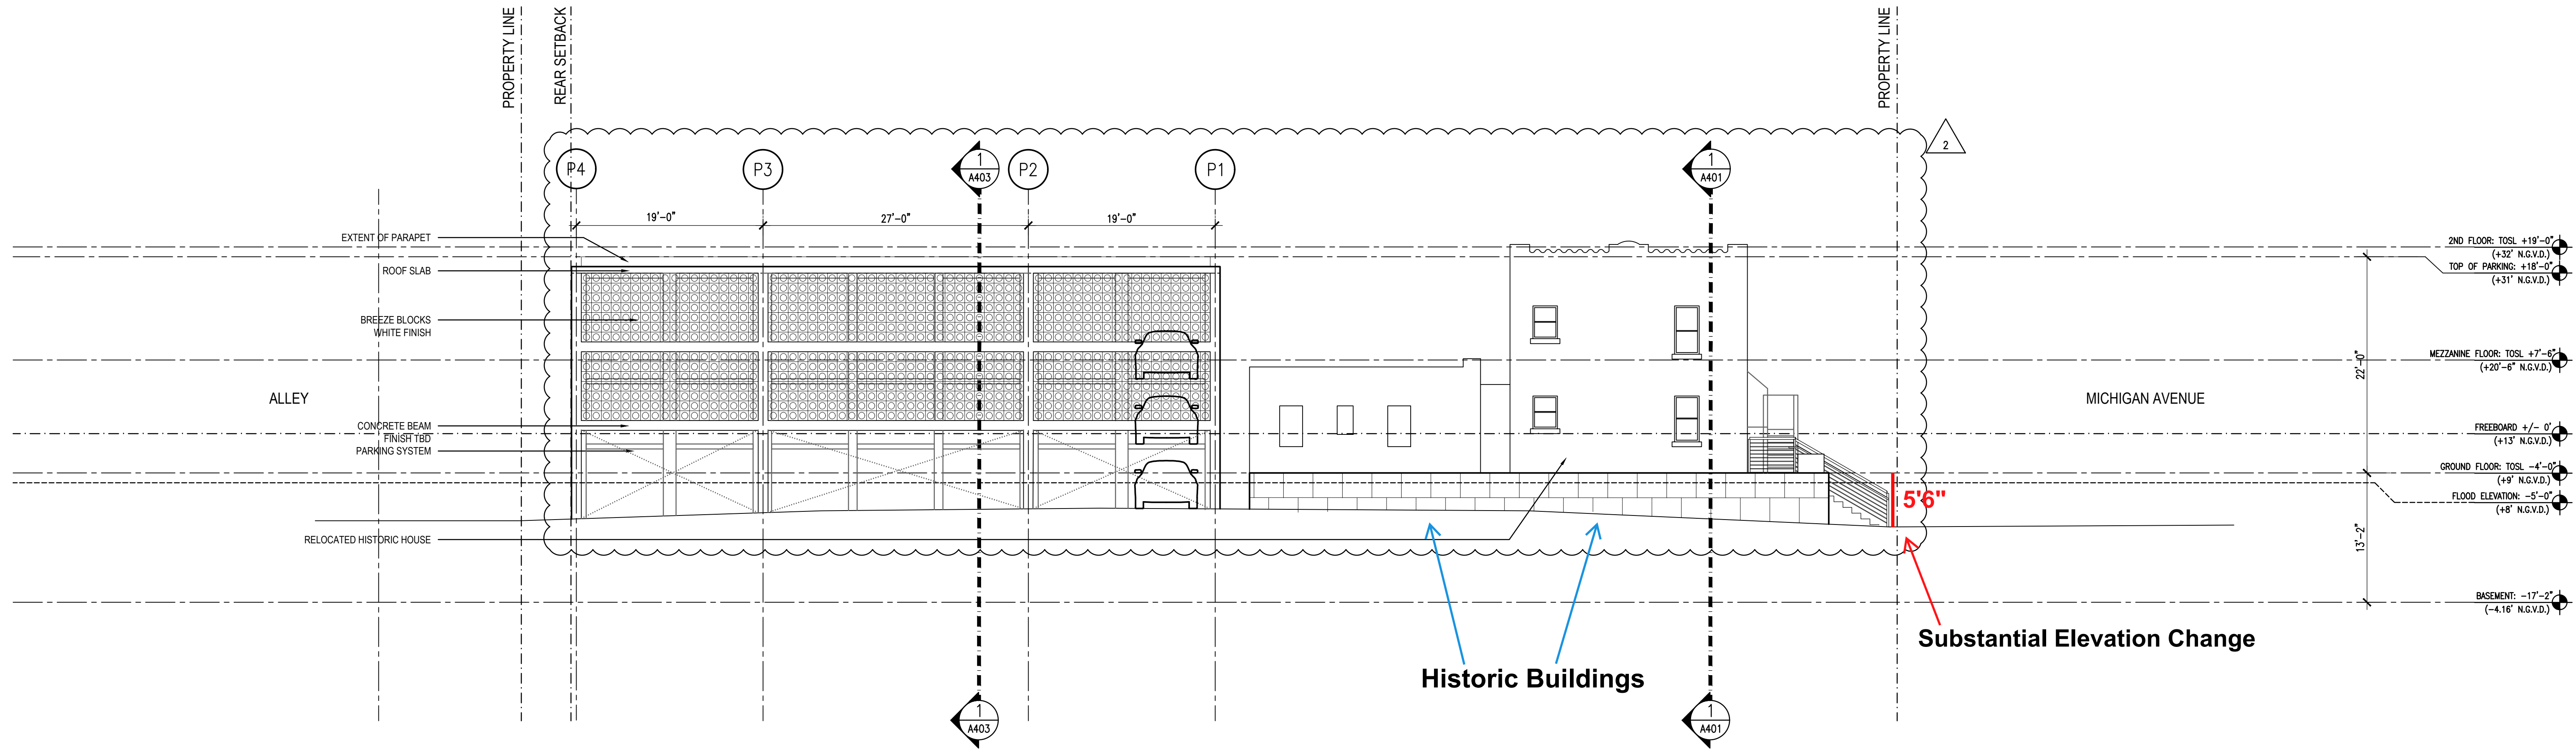 PROPERTY LINE
REAR SETBACK
PROPERTY LINE
2
P4
P3
1
A403
P2
P1
1
A401
19'-0"
27'-0"
19'-0"
EXTENT OF PARAPET
ROOF SLAB
BREEZE BLOCKS
WHITE FINISH
ALLEY
CONCRETE BEAM
FINISH TBD
PARKING SYSTEM
RELOCATED HISTORIC HOUSE
MICHIGAN AVENUE
2ND FLOOR: TOSL +19'-0"
(+32' N.G.V.D.)
TOP OF PARKING: +18'-0"
(+31' N.G.V.D.)
22'-0"
MEZZANINE FLOOR: TOSL +7'-6"
(+20'-6" N.G.V.D.)
FREEBOARD +/- 0'
(+13' N.G.V.D.)
GROUND FLOOR: TOSL -4'-0"
(+9' N.G.V.D.)
FLOOD ELEVATION: -5'-0"
(+8' N.G.V.D.)
13'-2"
BASEMENT: -17'-2"
(-4.16' N.G.V.D.)
5'6"
Substantial Elevation Change
Historic Buildings
1
A403
1
A401